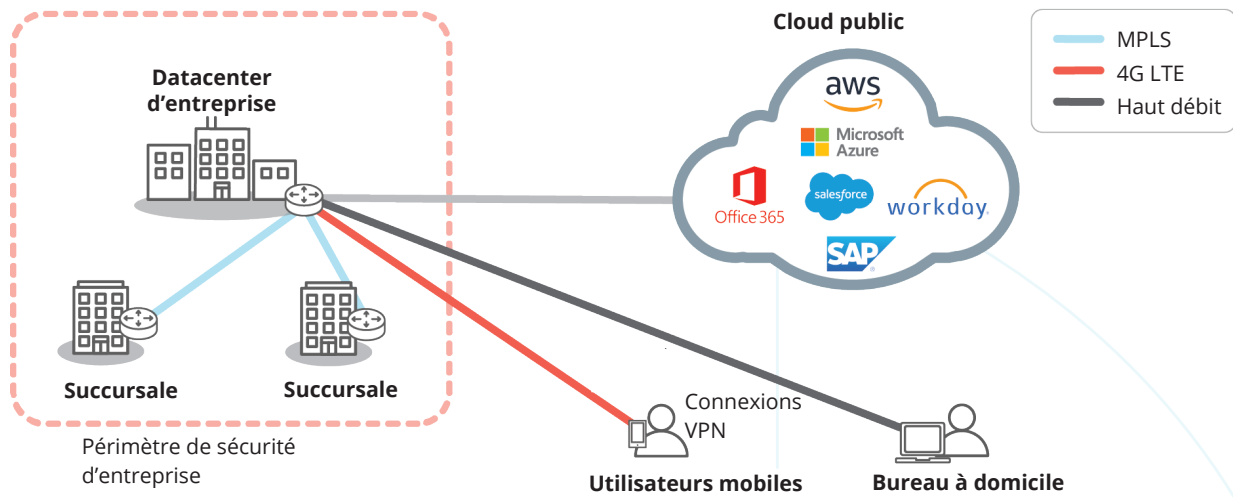 Cloud public
MPLS
4G LTE
Haut débit
Datacenter
d'entreprise
aws
Microsoft
Azure
Office 365
salesforce
workday.
SAP
®
Succursale
Succursale
Périmètre de sécurité
d'entreprise
Connexions
VPN
Utilisateurs mobiles
Bureau à domicile